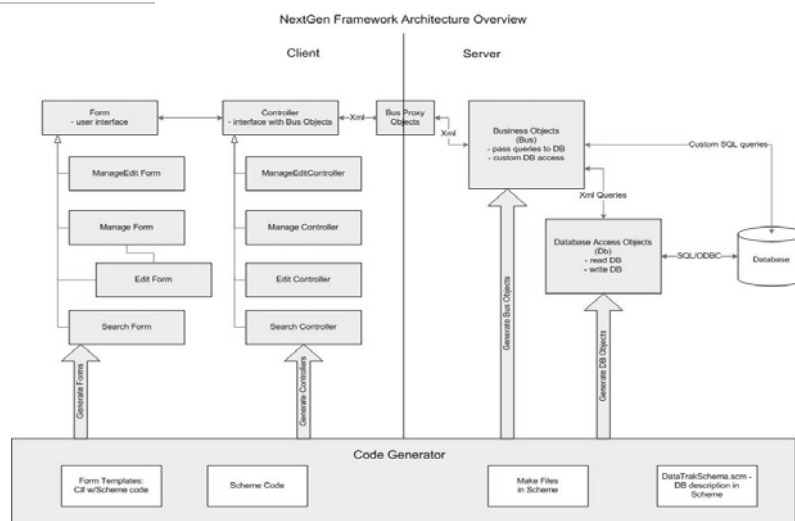 NextGen Framework Architecture Overview
Client
Server
Form
- user interface
Controller
- interface with Bus Objects
Xml
Bus Proxy
Objects
Xml
Business Objects
(Bus)
- pass queries to DB
- custom DB access
Custom SQL queries
ManageEdit Form
ManageEditController
Xml Queries
Manage Form
Manage Controller
Database Access Objects
(Db)
- read DB
- write DB
SQL/ODBC
Database
Edit Form
Edit Controller
Search Form
Search Controller
Generate Forms
Generate Controllers
Generate Bus Objects
Generate DB Objects
Code Generator
Form Templates:
C# w/Scheme code
Scheme Code
Make Files
in Scheme
DataTrakSchema.scm -
DB description in
Scheme